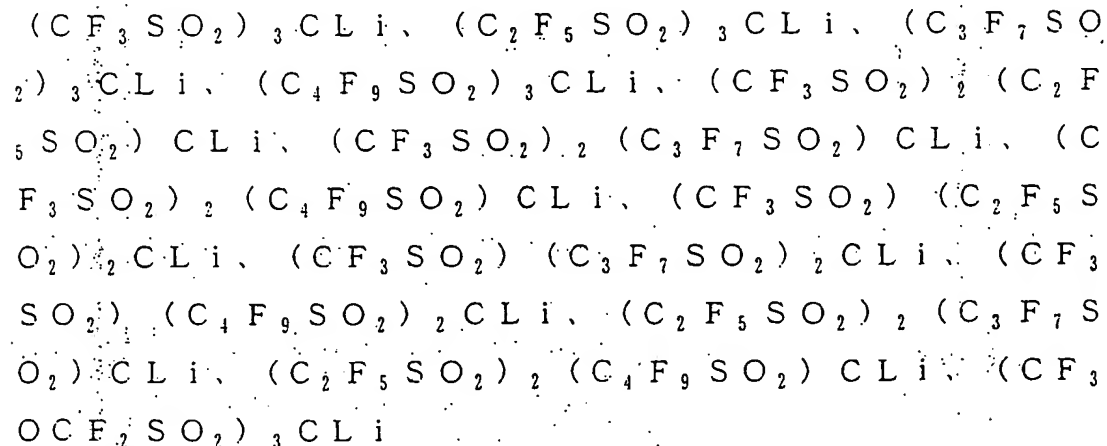 (CF₃SO₂)₃CLi、(C₂F₅SO₂)₃CLi、(C₃F₇SO
₂)₃CLi、(C₄F₉SO₂)₃CLi、(CF₃SO₂)₂(C₂F
₅SO₂)CLi、(CF₃SO₂)₂(C₃F₇SO₂)CLi、(C
F₃SO₂)₂(C₄F₉SO₂)CLi、(CF₃SO₂)(C₂F₅S
O₂)₂CLi、(CF₃SO₂)(C₃F₇SO₂)₂CLi、(CF₃
SO₂)(C₄F₉SO₂)₂CLi、(C₂F₅SO₂)₂(C₃F₇S
O₂)CLi、(C₂F₅SO₂)₂(C₄F₉SO₂)CLi、(CF₃
OCF₂SO₂)₃CLi